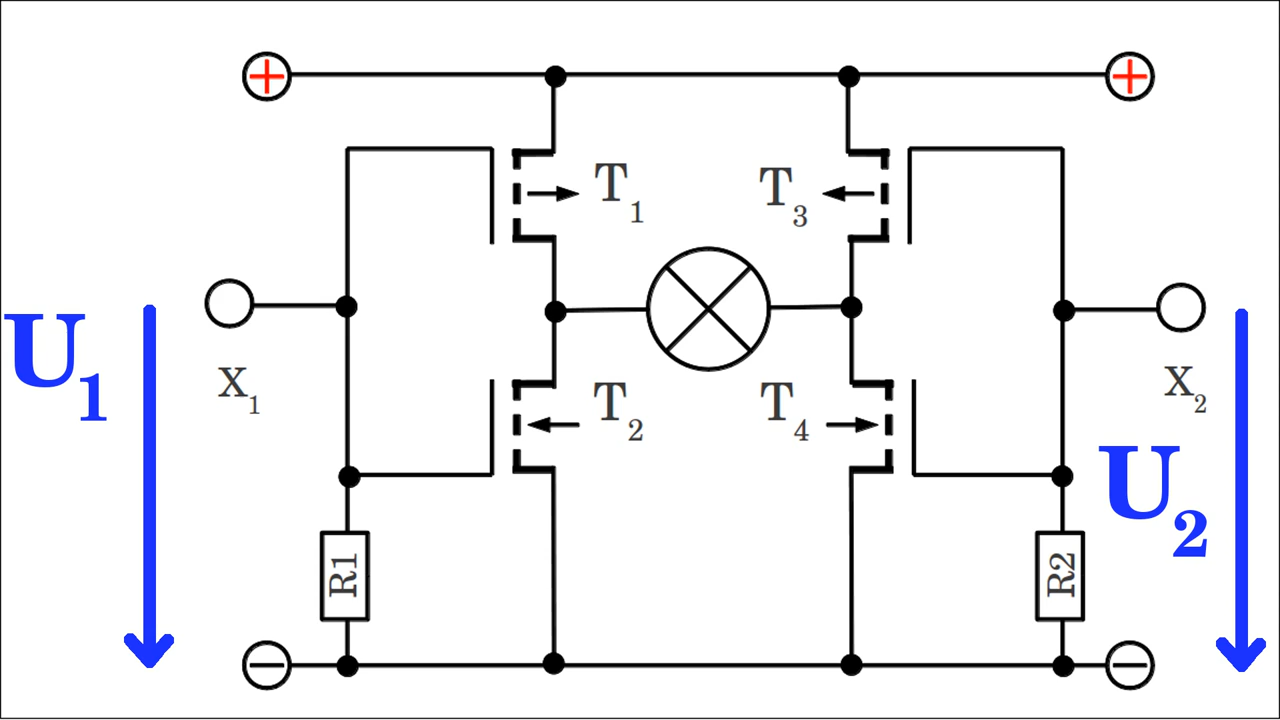 +
+
T1
T3
U1
X1
X2
T2
T4
U2
R1
R2
−
−